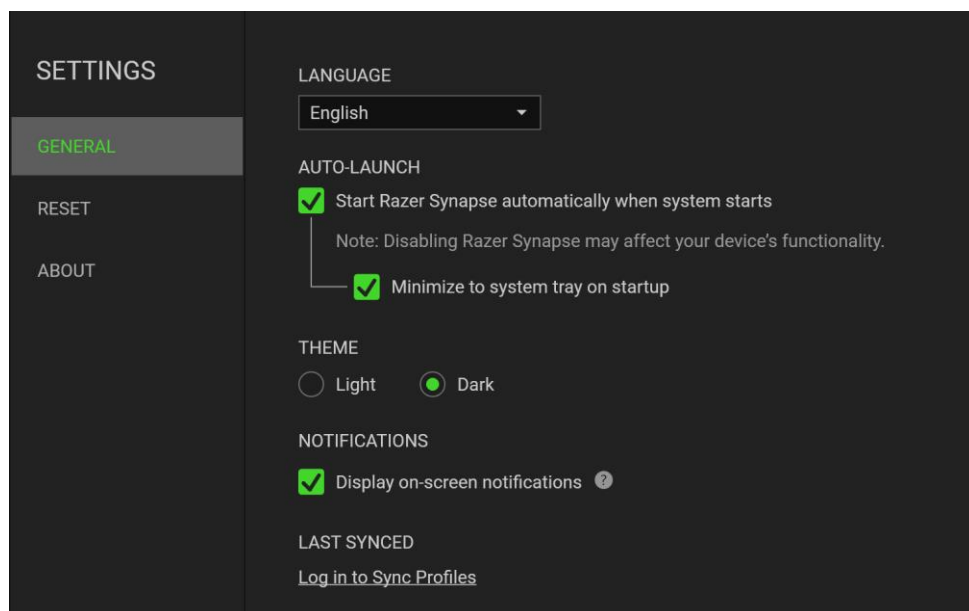 SETTINGS
GENERAL
RESET
ABOUT
LANGUAGE
English
AUTO-LAUNCH
Start Razer Synapse automatically when system starts
Note: Disabling Razer Synapse may affect your device’s functionality.
Minimize to system tray on startup
THEME
Light Dark
NOTIFICATIONS
Display on-screen notifications ?
LAST SYNCED
Log in to Sync Profiles